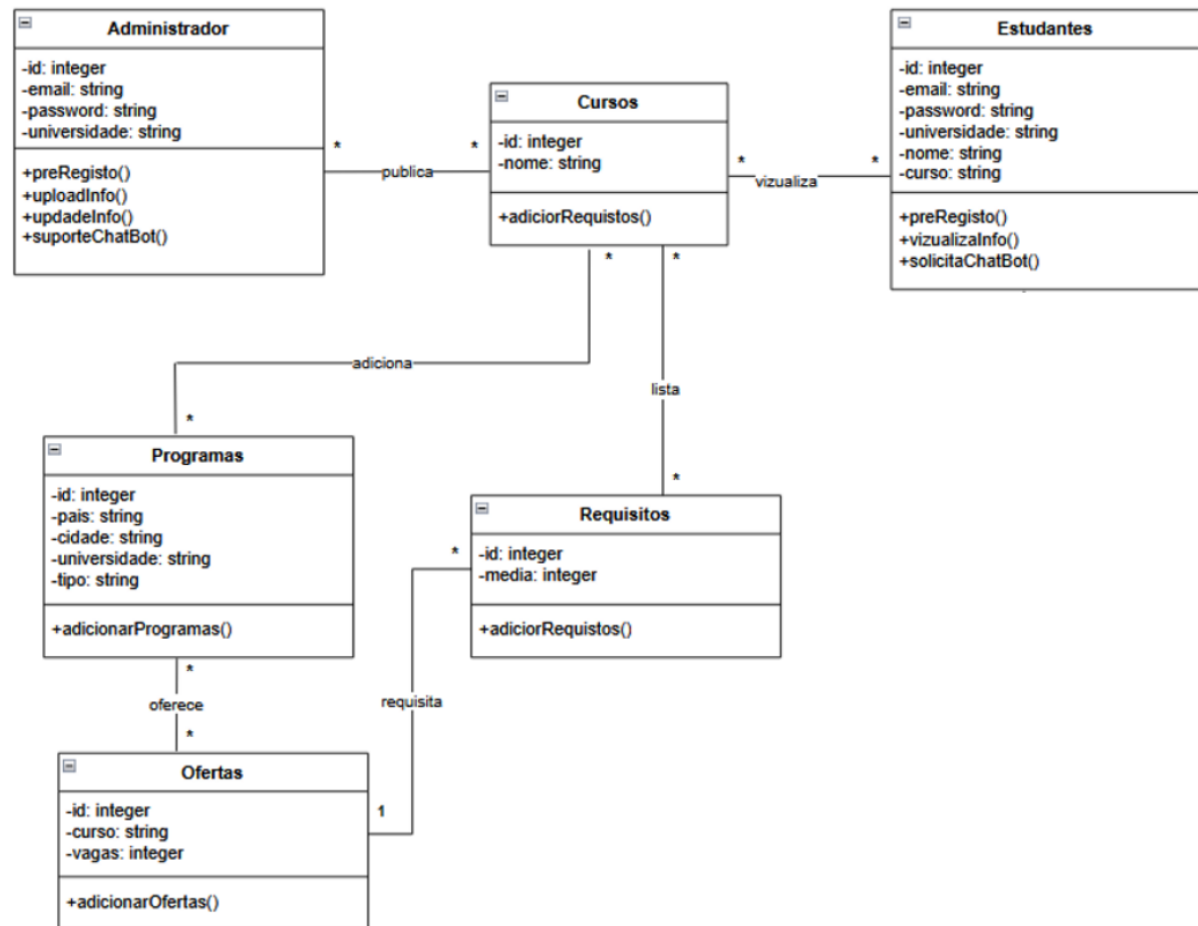 Administrador
-id: integer
-email: string
-password: string
-universidade: string
+preRegisto()
+uploadInfo()
+updadeInfo()
+suporteChatBot()
*
publica
*
Cursos
-id: integer
-nome: string
+adiciorRequistos()
*
vizualiza
*
Estudantes
-id: integer
-email: string
-password: string
-universidade: string
-nome: string
-curso: string
+preRegisto()
+vizualizaInfo()
+solicitaChatBot()
*
adiciona
*
*
lista
*
Programas
-id: integer
-pais: string
-cidade: string
-universidade: string
-tipo: string
+adicionarProgramas()
Requisitos
-id: integer
-media: integer
+adiciorRequistos()
*
oferece
*
*
requisita
1
Ofertas
-id: integer
-curso: string
-vagas: integer
+adicionarOfertas()